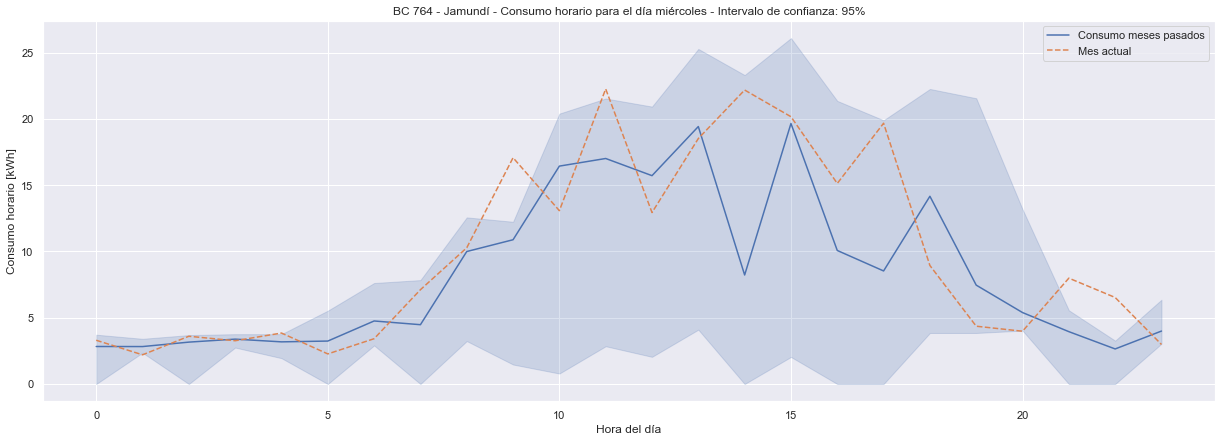 BC 764 - Jamundí - Consumo horario para el día miércoles - Intervalo de confianza: 95%
Consumo meses pasados
Mes actual
Consumo horario [kWh]
25
20
15
10
5
0
0
5
10
15
20
Hora del día